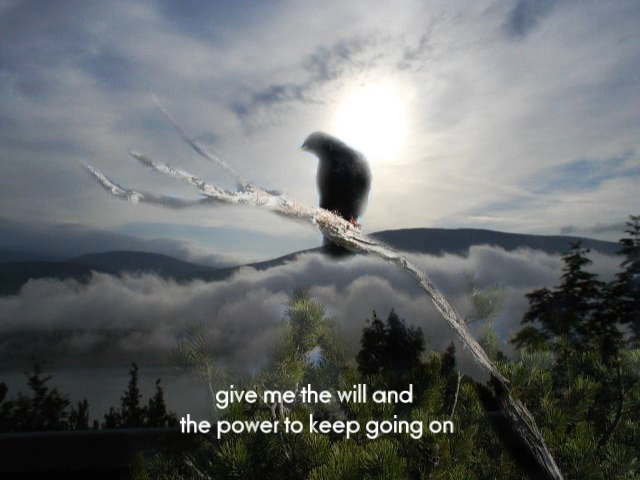 give me the will and
the power to keep going on